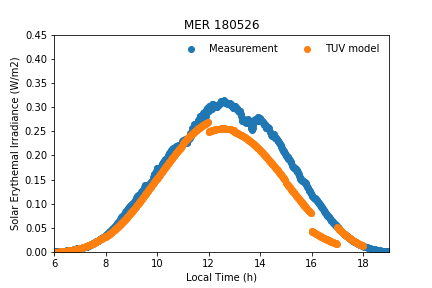 MER 180526
Solar Erythemal Irradiance (W/m2)
0.45
0.40
0.35
0.30
0.25
0.20
0.15
0.10
0.05
0.00
Measurement
TUV model
6 8 10 12 14 16 18
Local Time (h)